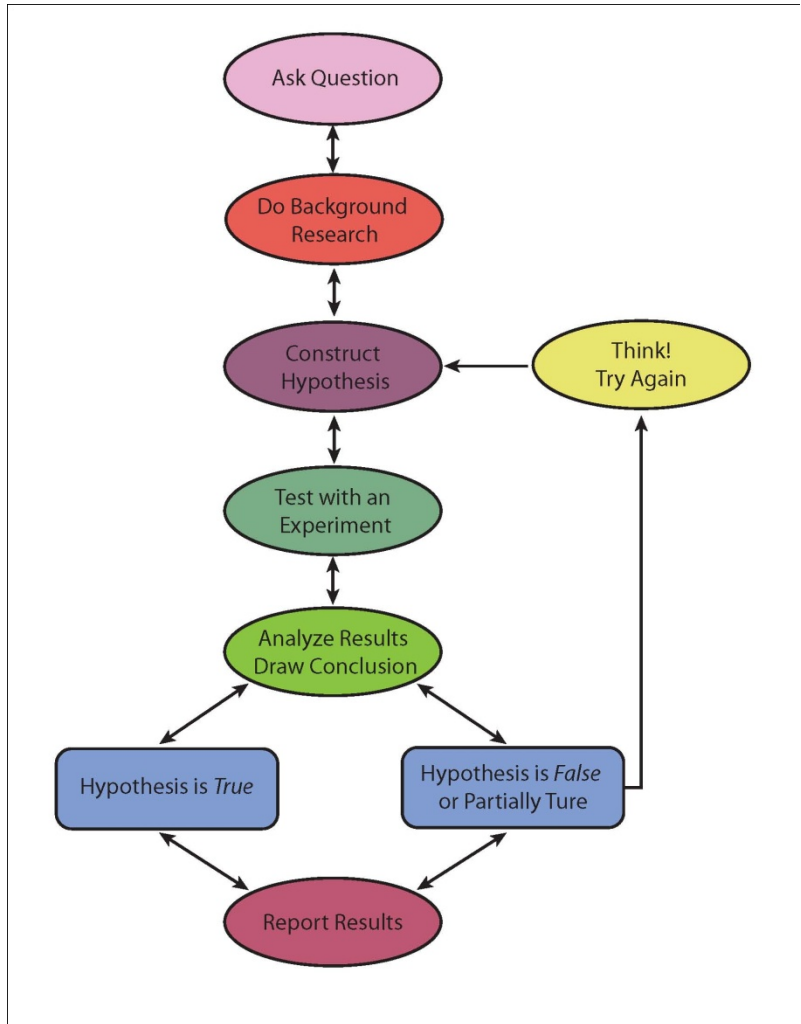 Ask Question
Do Background
Research
Construct
Hypothesis
Think!
Try Again
Test with an
Experiment
Analyze Results
Draw Conclusion
Hypothesis is True
Hypothesis is False
or Partially Ture
Report Results